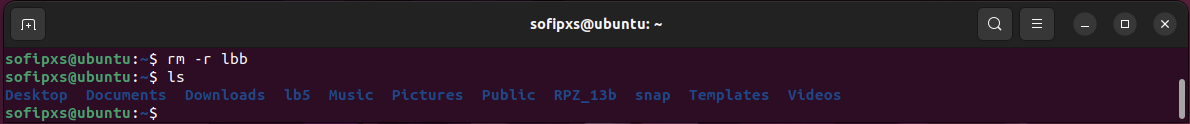 sofipxs@ubuntu: ~
sofipxs@ubuntu:~$ rm -r lbb
sofipxs@ubuntu:~$ ls
Desktop  Documents  Downloads  lb5  Music  Pictures  Public  RPZ_13b  snap  Templates  Videos
sofipxs@ubuntu:~$